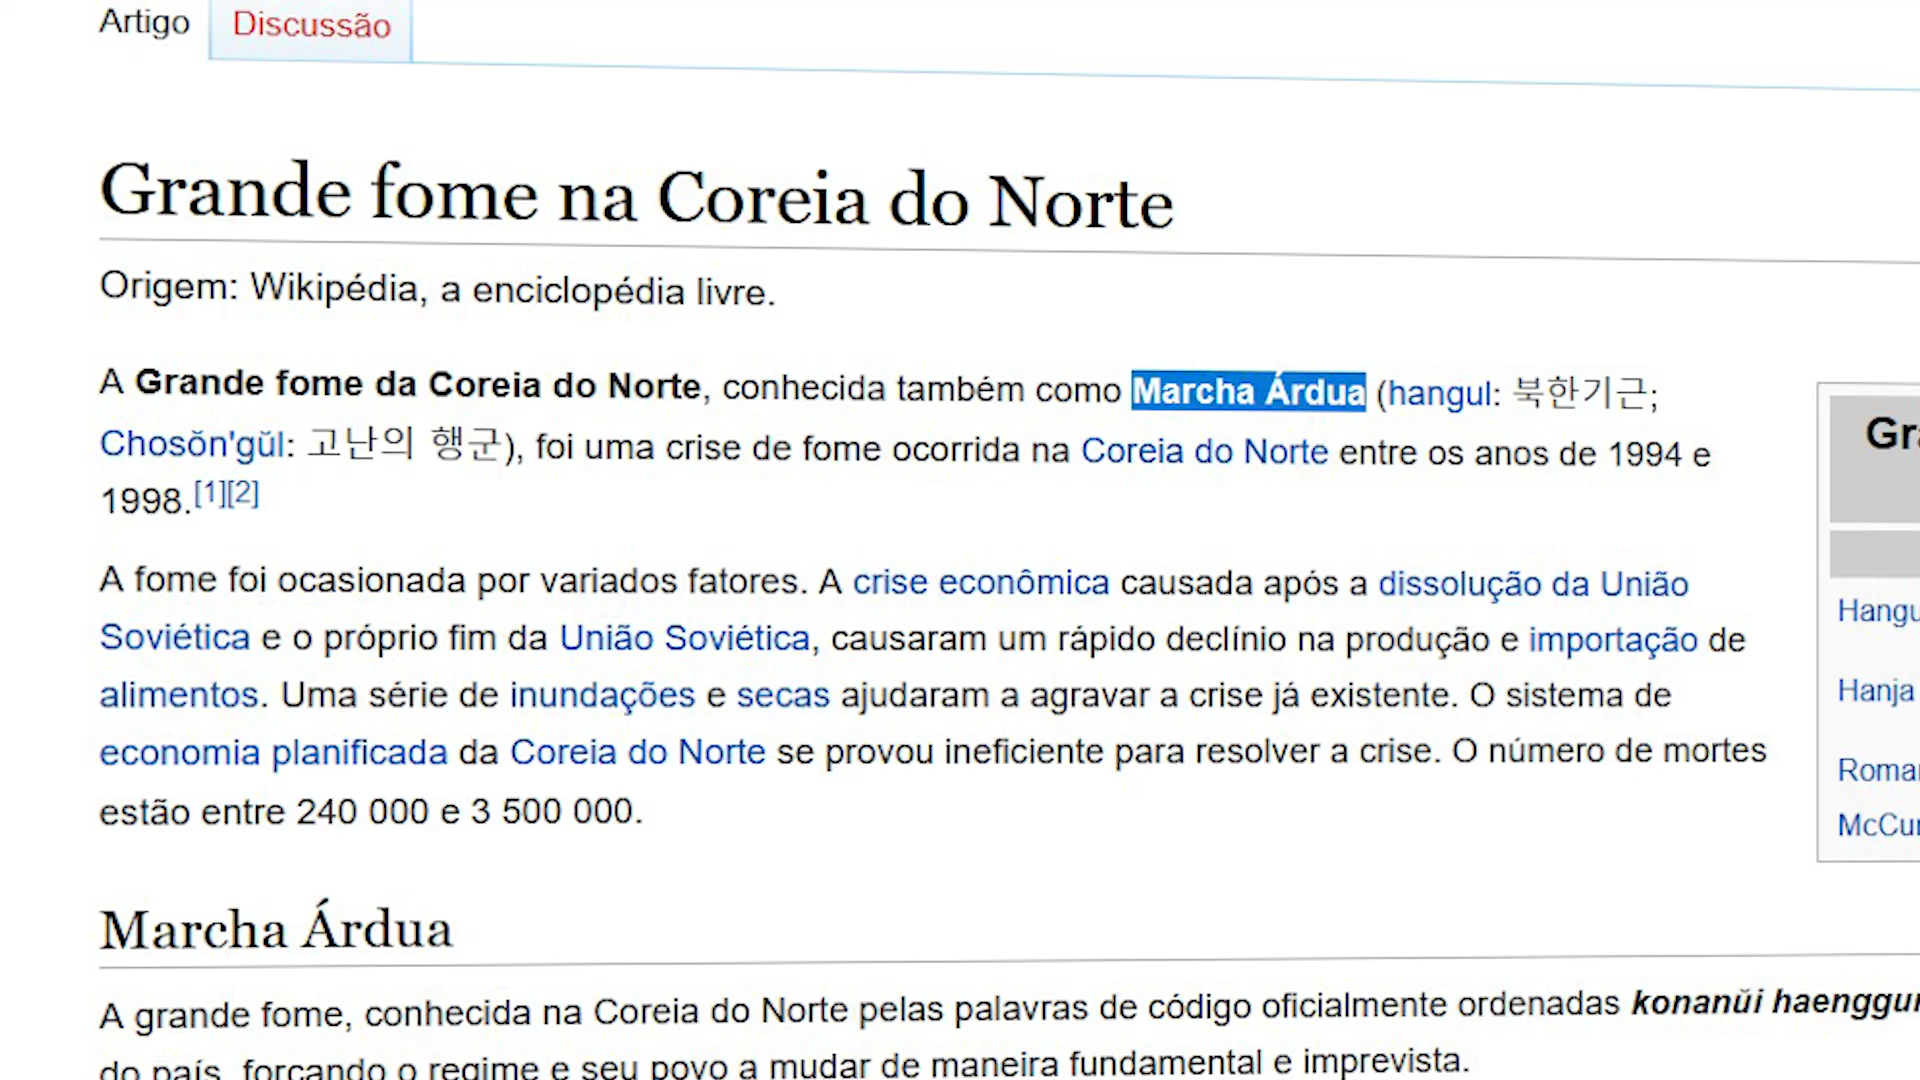 Artigo
Discussão
Grande fome na Coreia do Norte
Origem: Wikipédia, a enciclopédia livre.
A Grande fome da Coreia do Norte, conhecida também como Marcha Árdua (hangul: 북한기근;
Chosŏn'gŭl: 고난의 행군), foi uma crise de fome ocorrida na Coreia do Norte entre os anos de 1994 e
1998.[1][2]
A fome foi ocasionada por variados fatores. A crise econômica causada após a dissolução da União
Soviética e o próprio fim da União Soviética, causaram um rápido declínio na produção e importação de
alimentos. Uma série de inundações e secas ajudaram a agravar a crise já existente. O sistema de
economia planificada da Coreia do Norte se provou ineficiente para resolver a crise. O número de mortes
estão entre 240 000 e 3 500 000.
Gr
Hangu
Hanja
Roma
McCu
Marcha Árdua
A grande fome, conhecida na Coreia do Norte pelas palavras de código oficialmente ordenadas konanŭi haenggu
do país, forçando o regime e seu povo a mudar de maneira fundamental e imprevista.